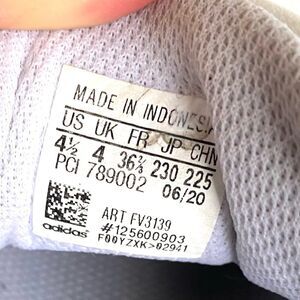 MADE IN INDONESIA
US UK FR JP CHN
4½ 4 36⅔ 230 225
PCI 789002 06/20
ART FV3139
#125600903
F00YZXK>02941
adidas